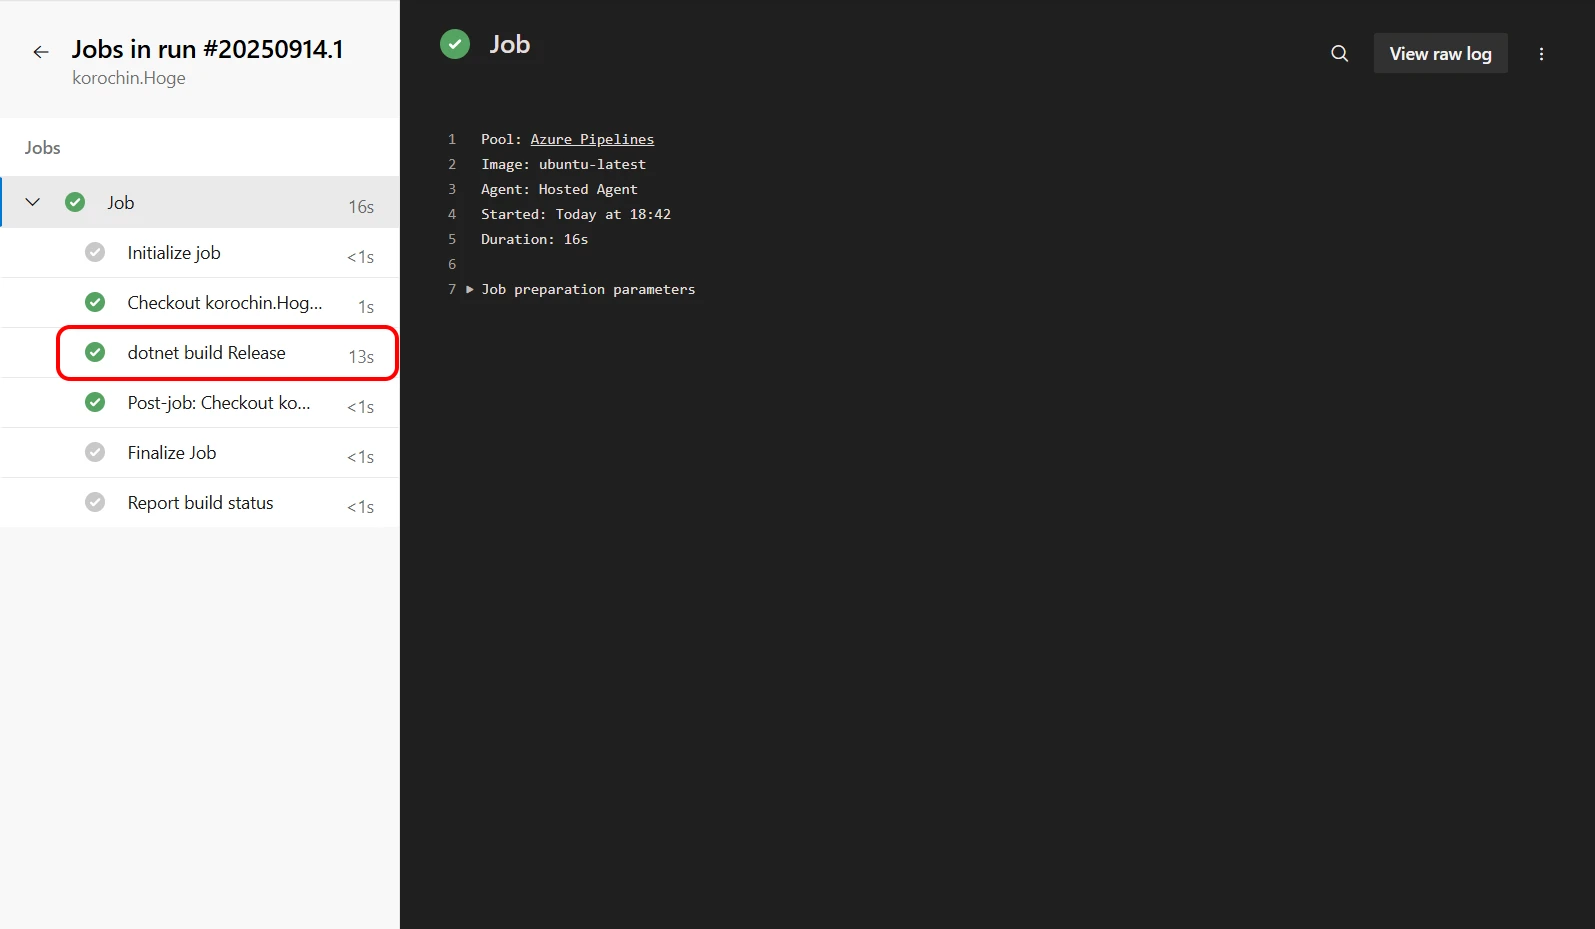 Jobs in run #20250914.1
korochin.Hoge
Jobs
Job 16s
Initialize job <1s
Checkout korochin.Hog... 1s
dotnet build Release 13s
Post-job: Checkout ko... <1s
Finalize Job <1s
Report build status <1s
Job
View raw log
1 Pool: Azure Pipelines
2 Image: ubuntu-latest
3 Agent: Hosted Agent
4 Started: Today at 18:42
5 Duration: 16s
6
7 Job preparation parameters